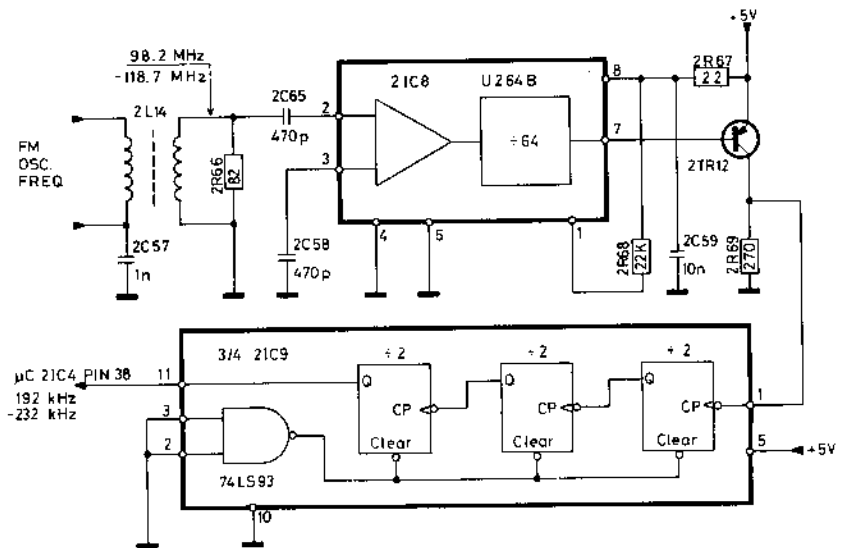 +5V
98.2 MHz
-118.7 MHz
2L14
2C65
470p
2IC8
U264B
8
2R67
22
2
3
÷64
7
2TR12
FM
OSC.
FREQ
2R66
82
2C57
1n
2C58
470p
4
5
1
2R68
22K
2C59
10n
2R69
270
3/4 2IC9
÷2
÷2
÷2
µC 2IC4 PIN 38
192 kHz
-232 kHz
11
Q
CP
Clear
Q
CP
Clear
Q
CP
Clear
1
3
2
5
+5V
74LS93
10